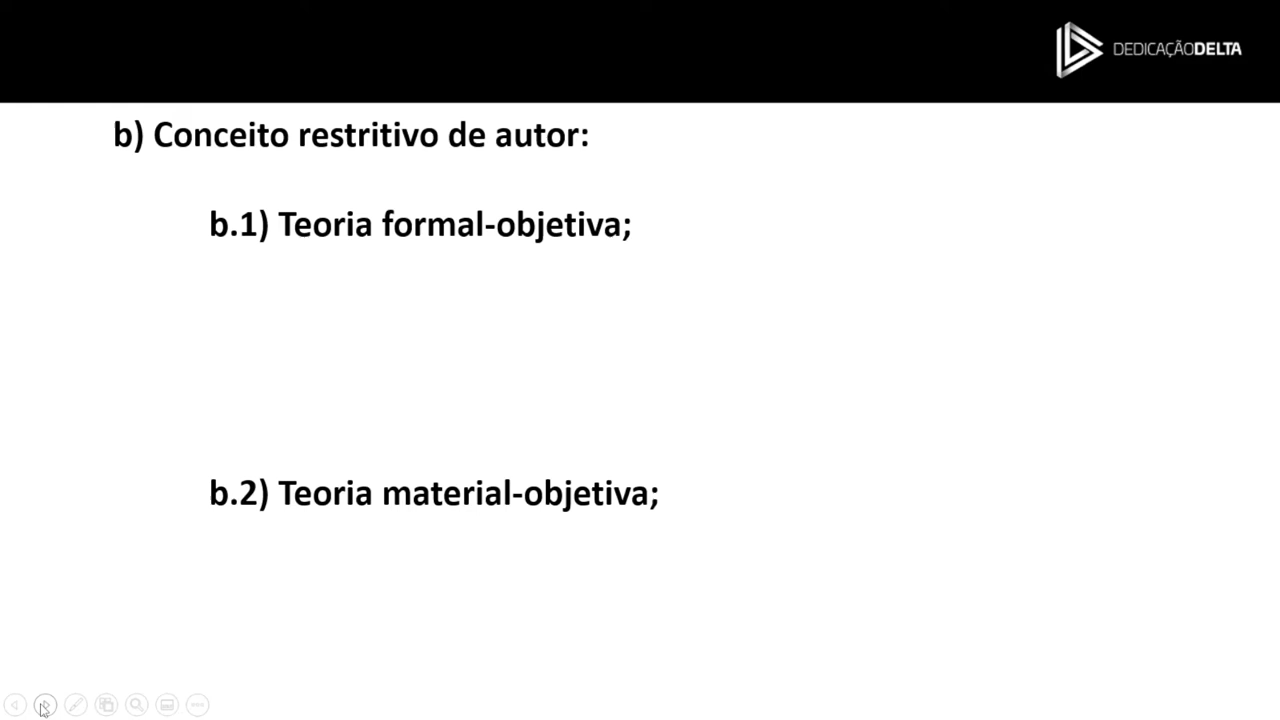 DEDICAÇÃODELTA
b) Conceito restritivo de autor:
b.1) Teoria formal-objetiva;
b.2) Teoria material-objetiva;